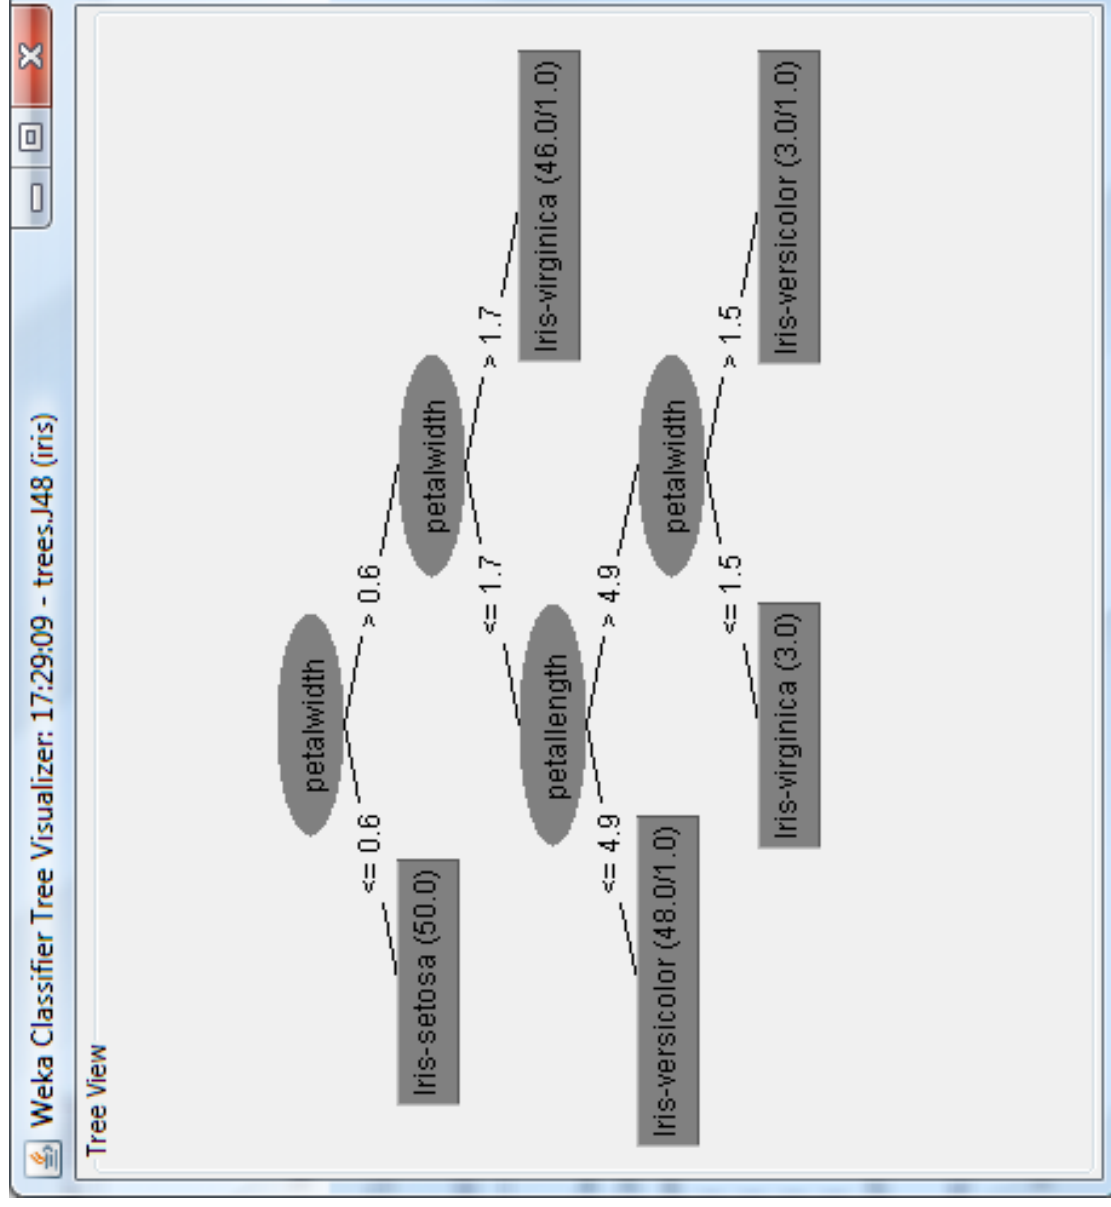 Weka Classifier Tree Visualizer: 17:29:09 - trees.J48 (iris)
Tree View
petalwidth
<= 0.6
> 0.6
Iris-setosa (50.0)
petalwidth
<= 1.7
> 1.7
petallength
Iris-virginica (46.0/1.0)
<= 4.9
> 4.9
Iris-versicolor (48.0/1.0)
petalwidth
<= 1.5
> 1.5
Iris-virginica (3.0)
Iris-versicolor (3.0/1.0)